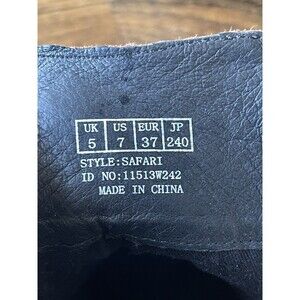 UK US EUR JP
5 7 37 240
STYLE:SAFARI
ID NO:11513W242
MADE IN CHINA